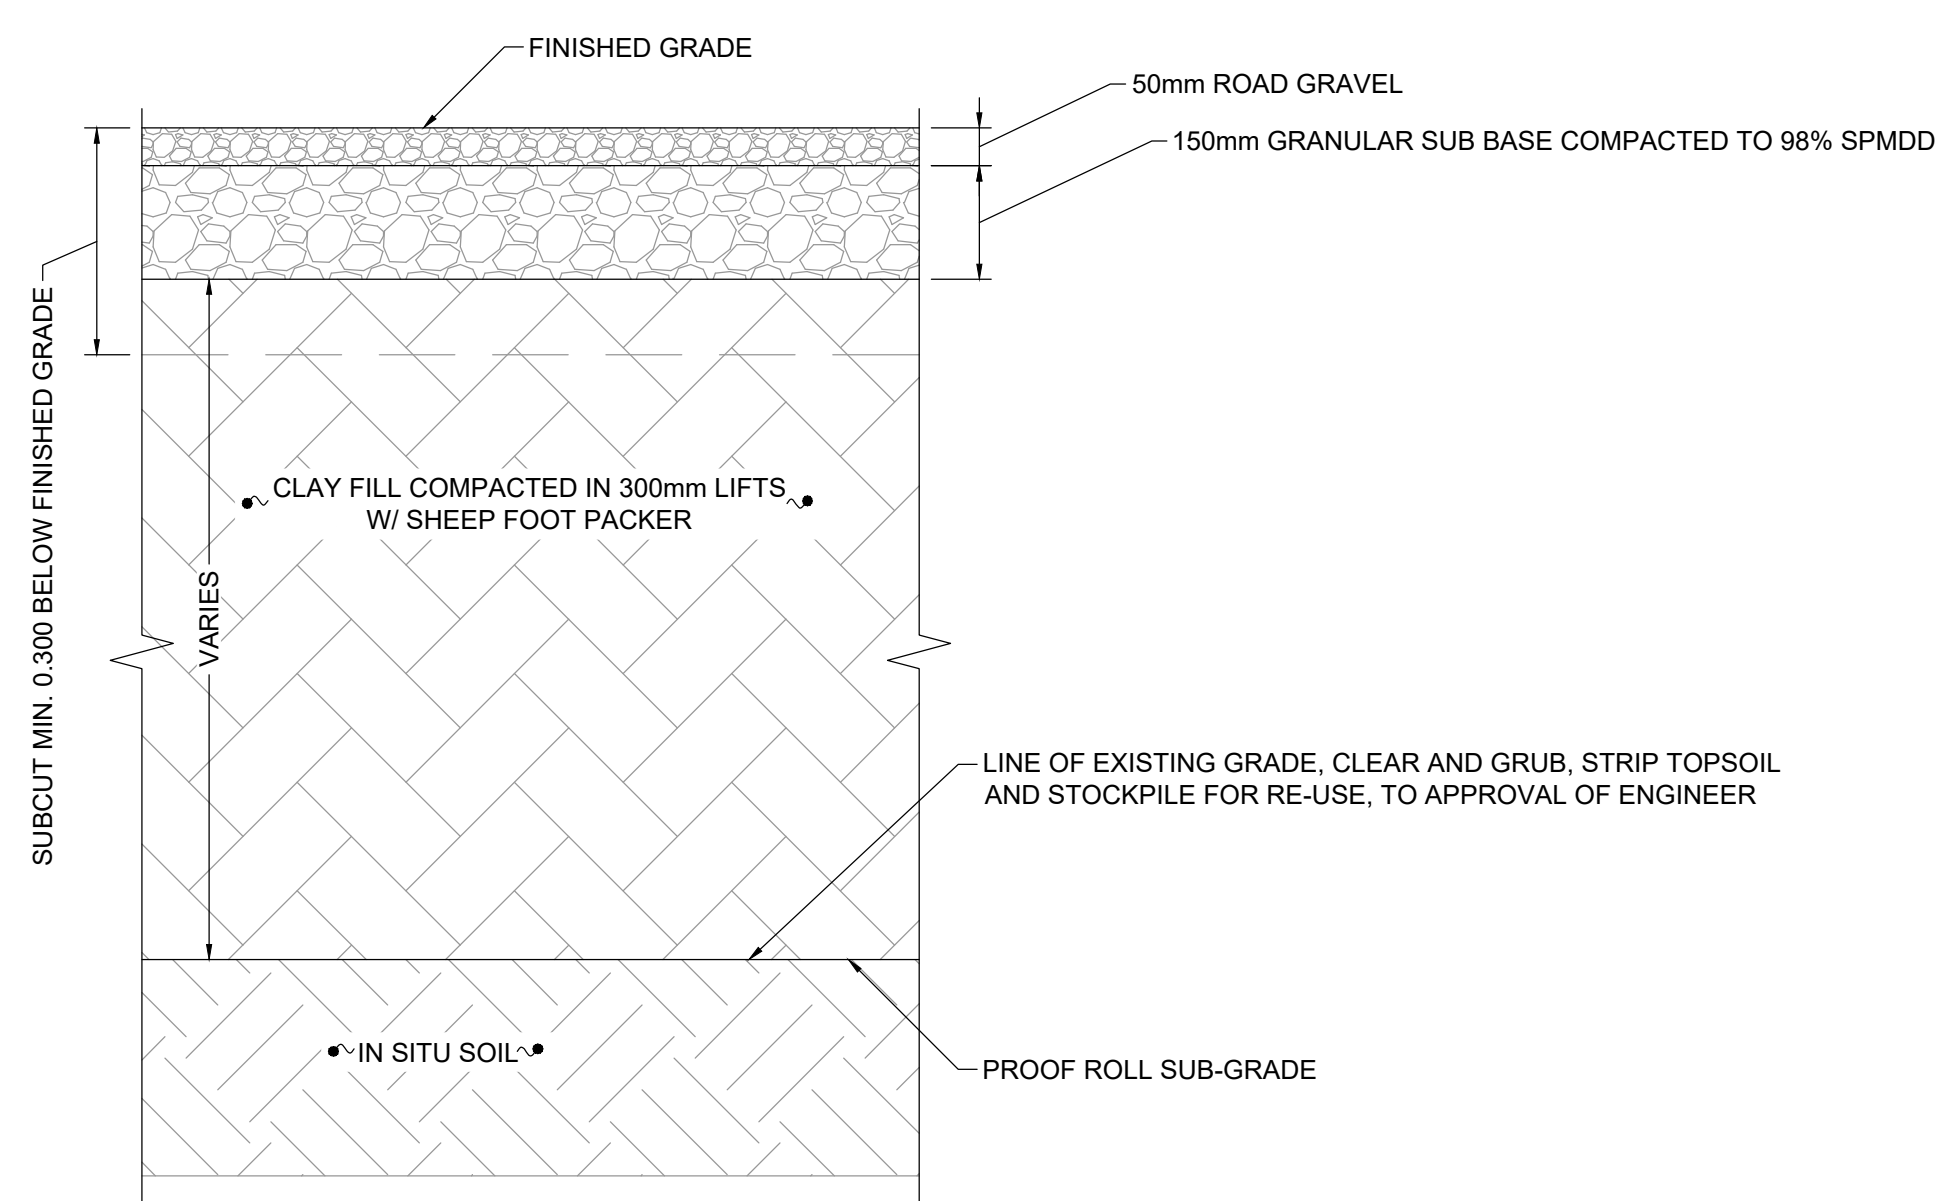 FINISHED GRADE
50mm ROAD GRAVEL
150mm GRANULAR SUB BASE COMPACTED TO 98% SPMDD
SUBCUT MIN. 0.300 BELOW FINISHED GRADE
CLAY FILL COMPACTED IN 300mm LIFTS
W/ SHEEP FOOT PACKER
VARIES
LINE OF EXISTING GRADE, CLEAR AND GRUB, STRIP TOPSOIL
AND STOCKPILE FOR RE-USE, TO APPROVAL OF ENGINEER
IN SITU SOIL
PROOF ROLL SUB-GRADE